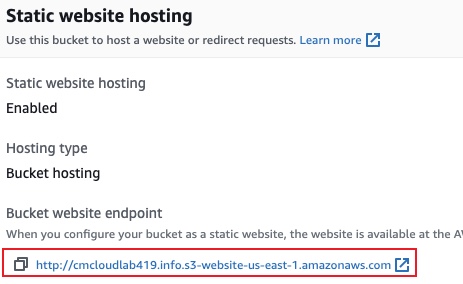 Static website hosting
Use this bucket to host a website or redirect requests. Learn more
Static website hosting
Enabled
Hosting type
Bucket hosting
Bucket website endpoint
When you configure your bucket as a static website, the website is available at the
http://cmcloudlab419.info.s3-website-us-east-1.amazonaws.com